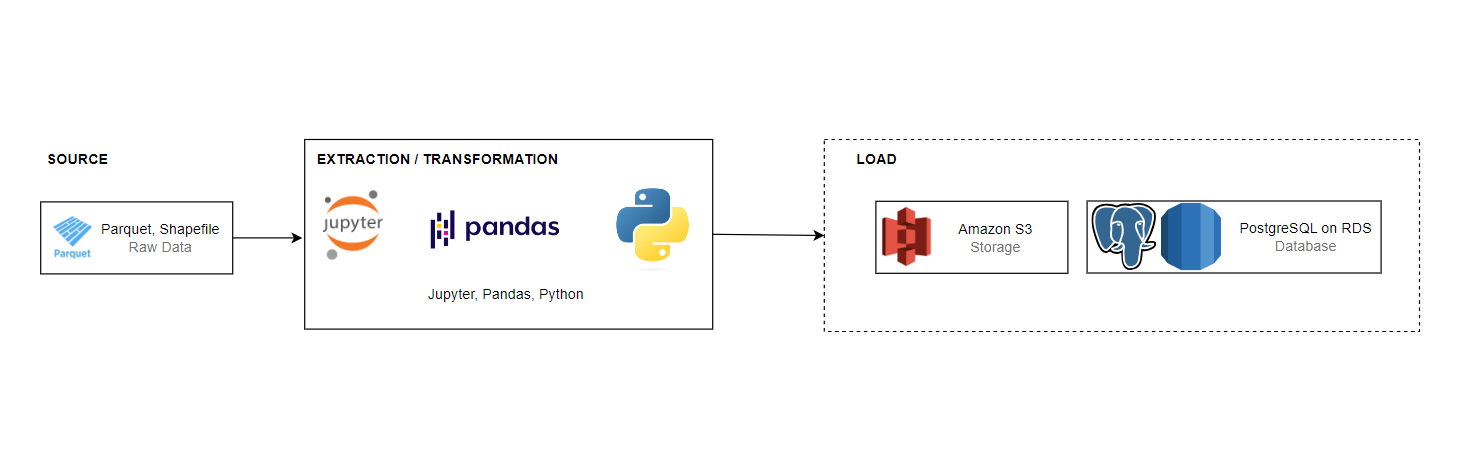 SOURCE
Parquet
Parquet, Shapefile
Raw Data
EXTRACTION / TRANSFORMATION
jupyter
pandas
Jupyter, Pandas, Python
LOAD
Amazon S3
Storage
PostgreSQL on RDS
Database